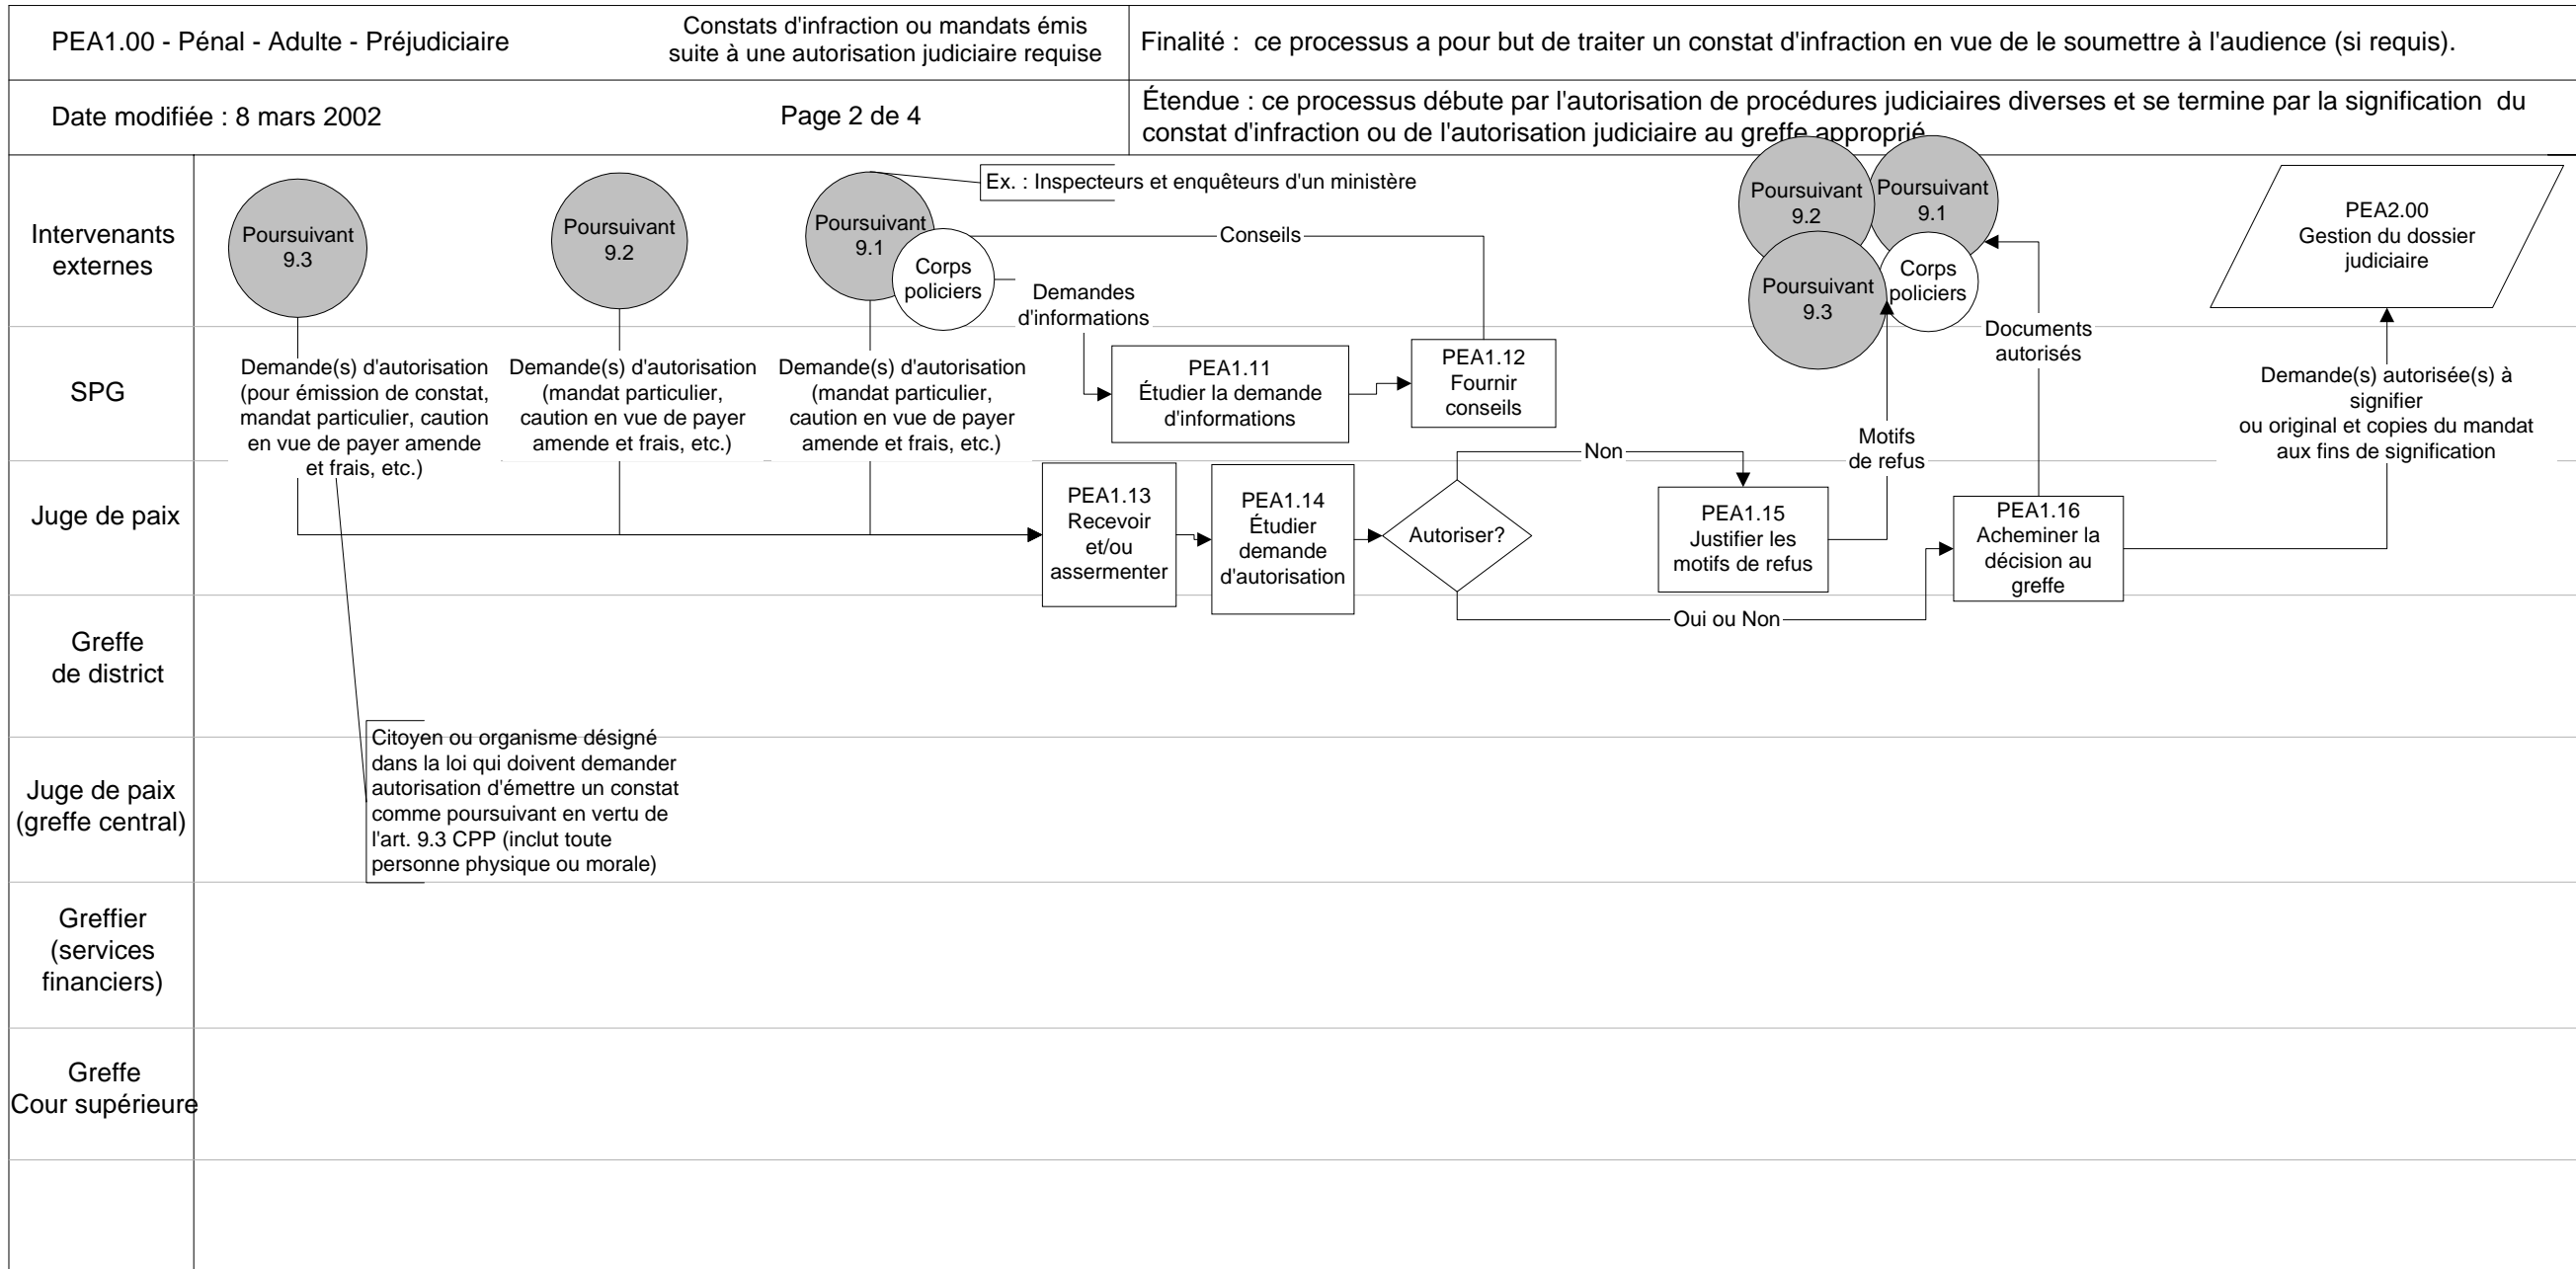 PEA1.00 - Pénal - Adulte - Préjudiciaire
Constats d'infraction ou mandats émis
suite à une autorisation judiciaire requise
Finalité :  ce processus a pour but de traiter un constat d'infraction en vue de le soumettre à l'audience (si requis).
Date modifiée : 8 mars 2002
Page 2 de 4
Étendue : ce processus débute par l'autorisation de procédures judiciaires diverses et se termine par la signification  du
constat d'infraction ou de l'autorisation judiciaire au greffe approprié
Intervenants
externes
Poursuivant
9.3
Poursuivant
9.2
Poursuivant
9.1
Corps
policiers
Ex. : Inspecteurs et enquêteurs d'un ministère
Conseils
Demandes
d'informations
Poursuivant
9.2
Poursuivant
9.1
Poursuivant
9.3
Corps
policiers
Documents
autorisés
PEA2.00
Gestion du dossier
judiciaire
SPG
Demande(s) d'autorisation
(pour émission de constat,
mandat particulier, caution
en vue de payer amende
et frais, etc.)
Demande(s) d'autorisation
(mandat particulier,
caution en vue de payer
amende et frais, etc.)
Demande(s) d'autorisation
(mandat particulier,
caution en vue de payer
amende et frais, etc.)
PEA1.11
Étudier la demande
d'informations
PEA1.12
Fournir
conseils
Motifs
de refus
Demande(s) autorisée(s) à
signifier
ou original et copies du mandat
aux fins de signification
Juge de paix
PEA1.13
Recevoir
et/ou
assermenter
PEA1.14
Étudier
demande
d'autorisation
Autoriser?
Non
PEA1.15
Justifier les
motifs de refus
PEA1.16
Acheminer la
décision au
greffe
Oui ou Non
Greffe
de district
Citoyen ou organisme désigné
dans la loi qui doivent demander
autorisation d'émettre un constat
comme poursuivant en vertu de
l'art. 9.3 CPP (inclut toute
personne physique ou morale)
Juge de paix
(greffe central)
Greffier
(services
financiers)
Greffe
Cour supérieure